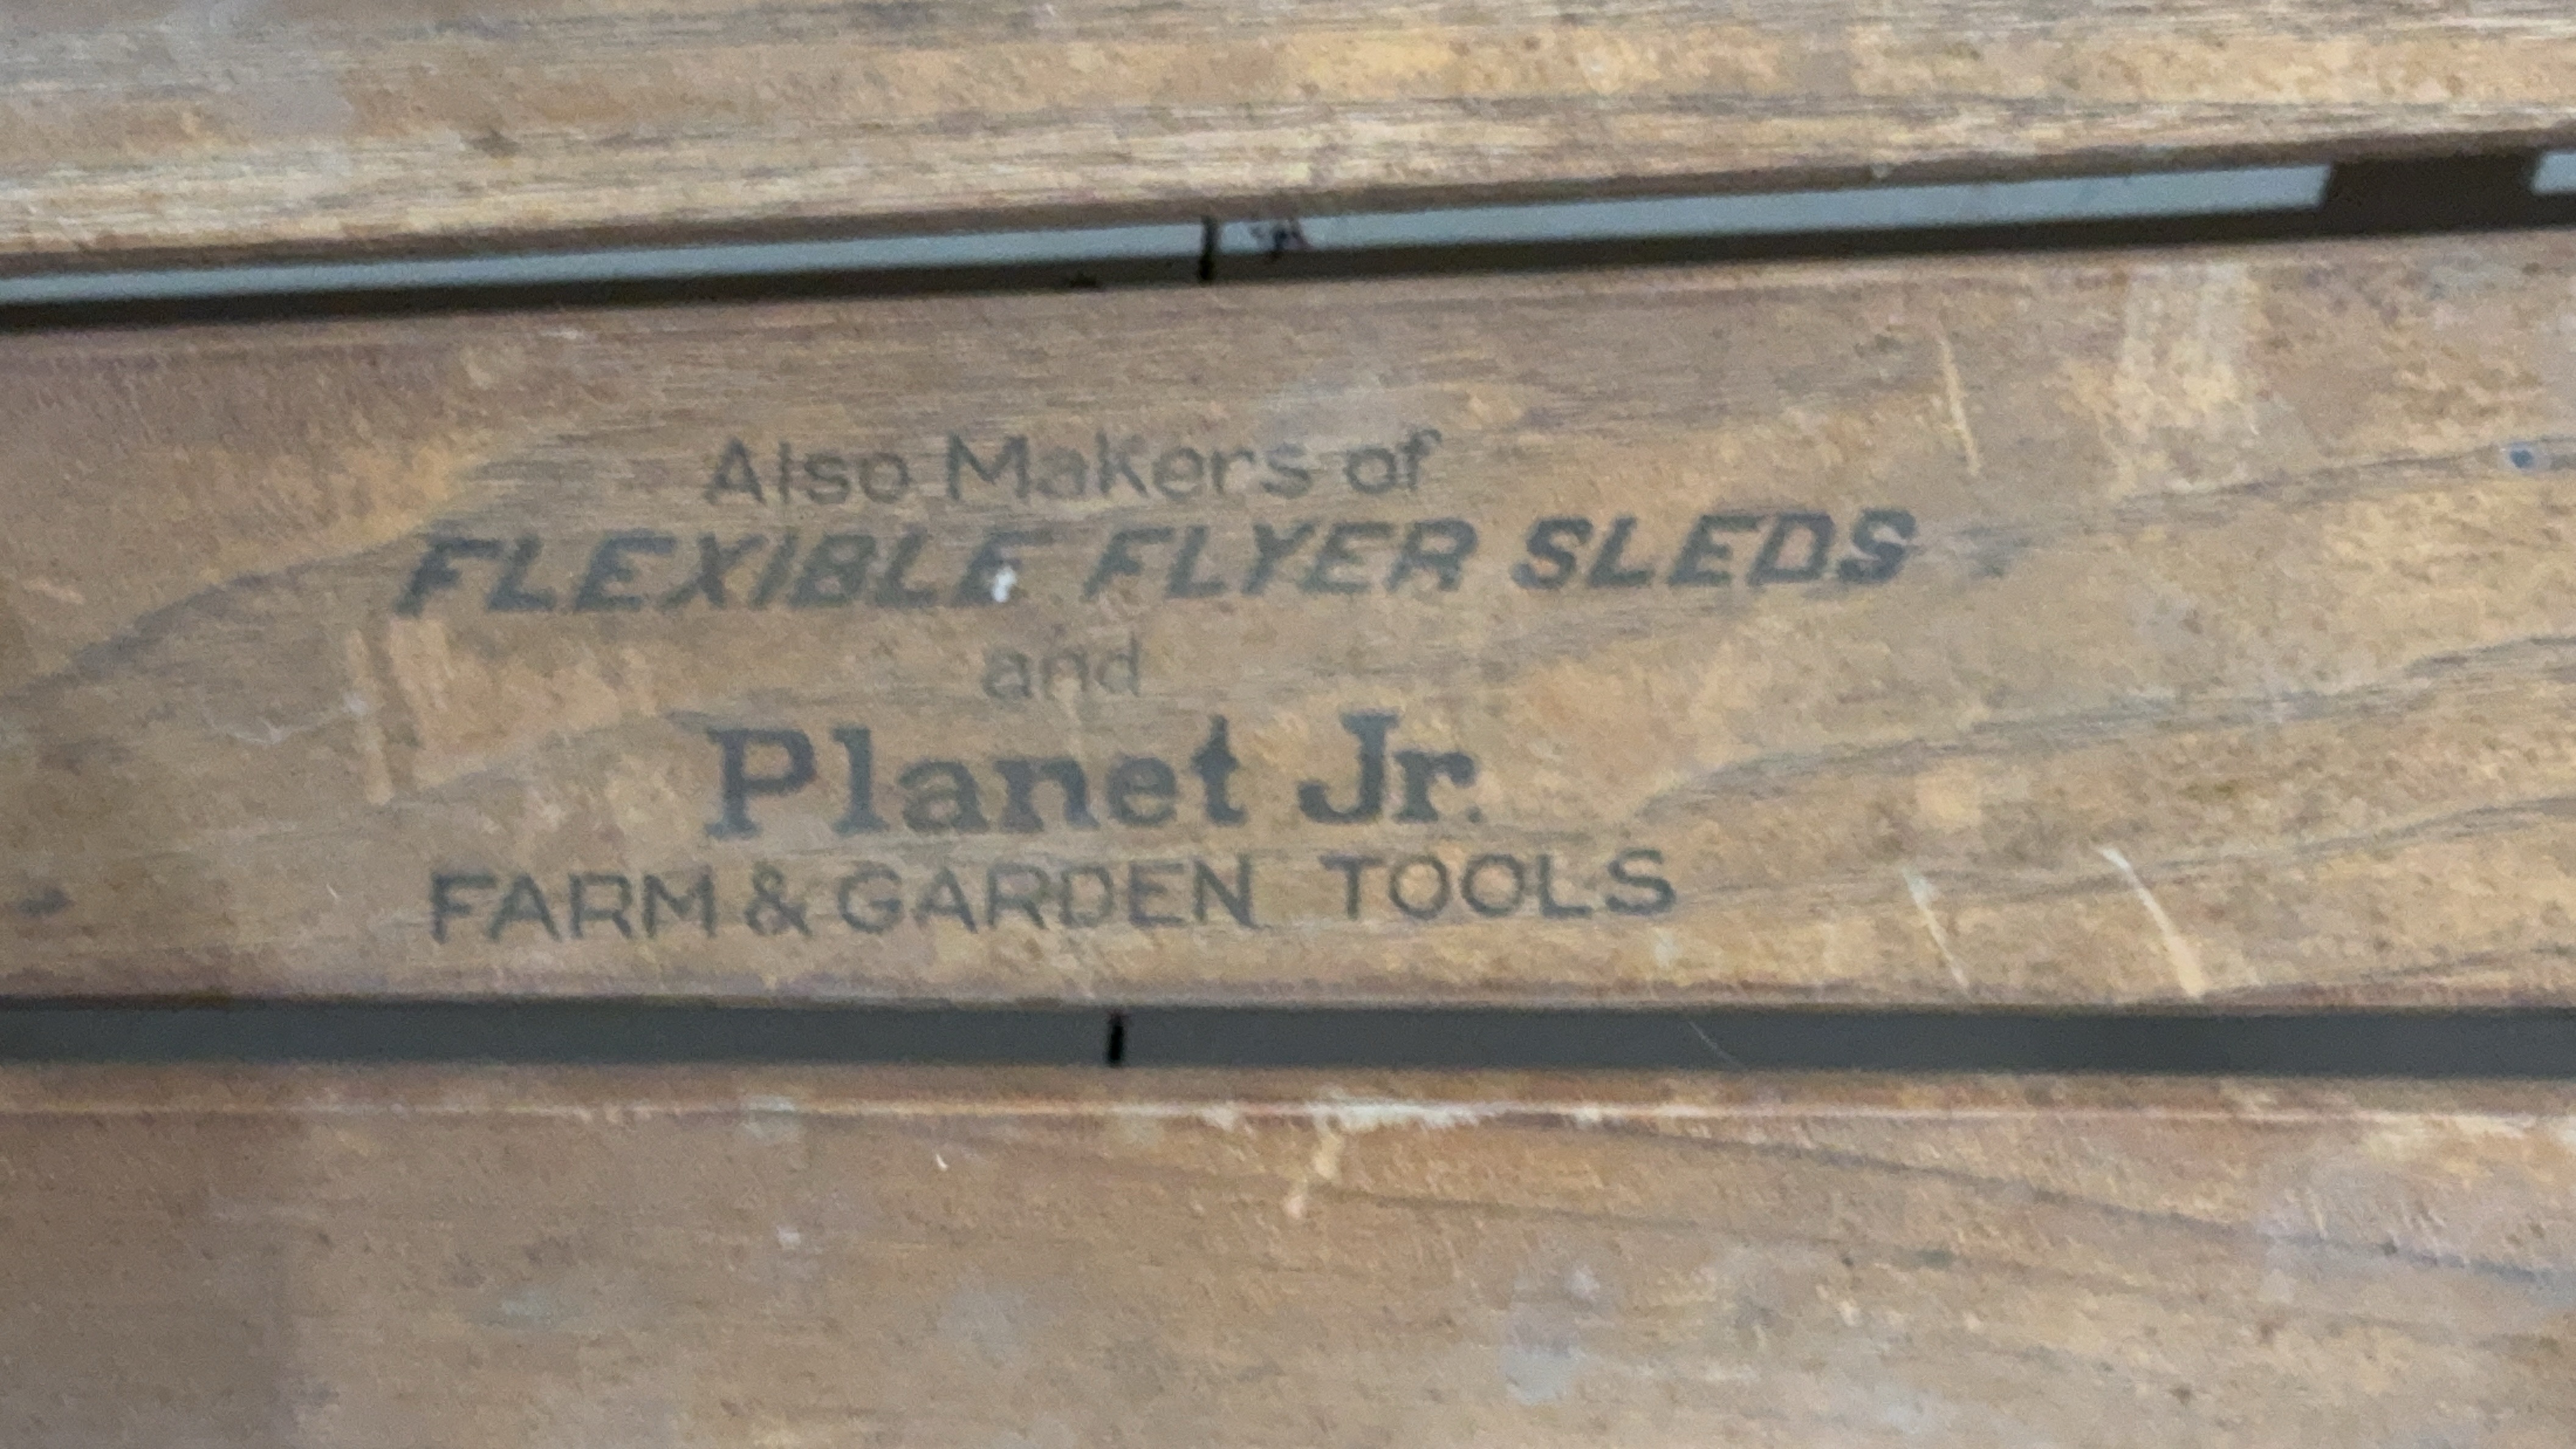 Also Makers of
FLEXIBLE FLYER SLEDS
and
Planet Jr.
FARM & GARDEN TOOLS